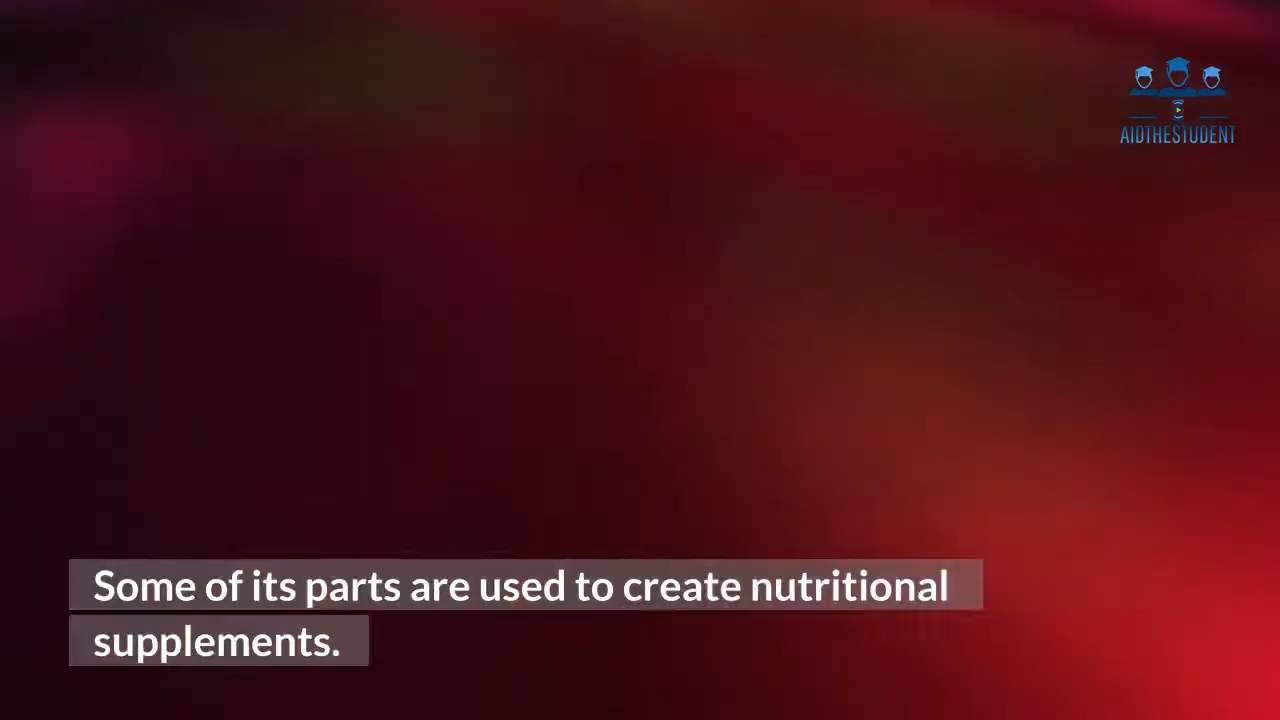 AIDTHESTUDENT
Some of its parts are used to create nutritional
supplements.